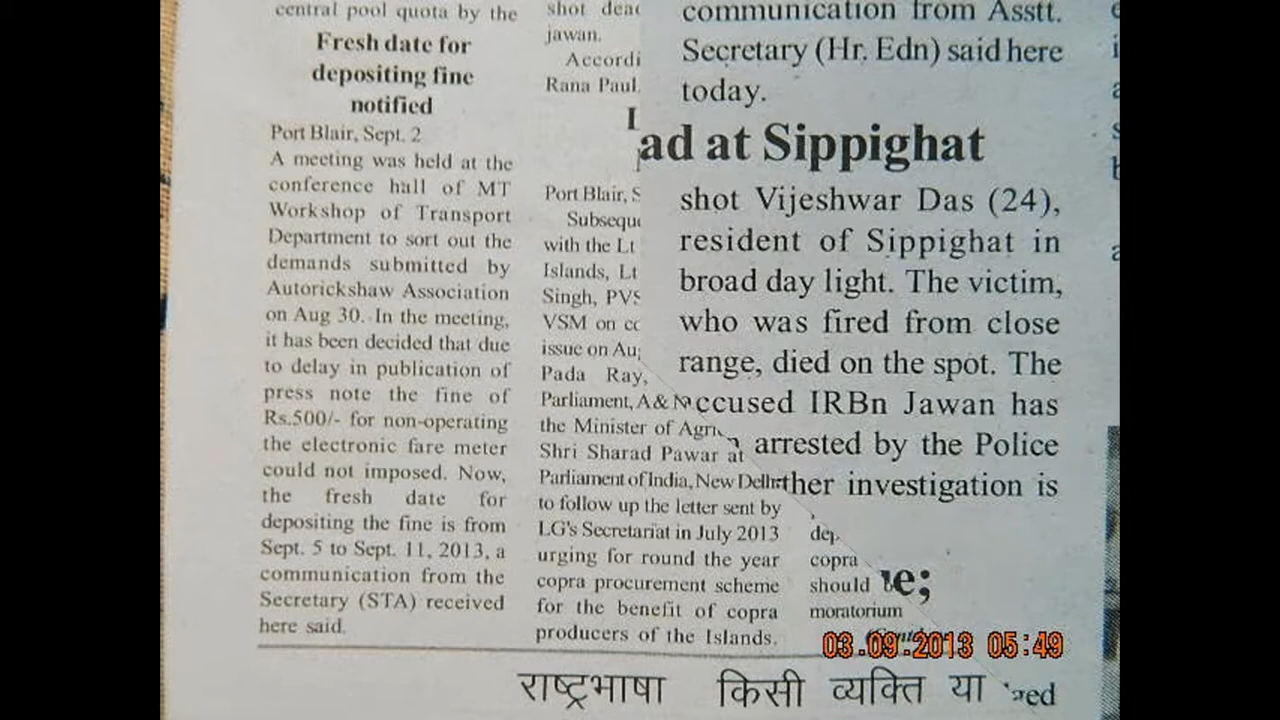 central pool quota by the
Fresh date for
depositing fine
notified
Port Blair, Sept. 2
A meeting was held at the
conference hall of MT
Workshop of Transport
Department to sort out the
demands submitted by
Autorickshaw Association
on Aug 30. In the meeting,
it has been decided that due
to delay in publication of
press note the fine of
Rs.500/- for non-operating
the electronic fare meter
could not imposed. Now,
the fresh date for
depositing the fine is from
Sept. 5 to Sept. 11, 2013, a
communication from the
Secretary (STA) received
here said.
shot
jawan.
Rana Paul
Port Blair,
with the Lt
Islands, Lt
Singh,
VSM on
issue on
Pada Ray,
Parliament, A&
the Minister of
Shri Sharad Pawar at
Parliament of India, New
to follow up the letter sent by
LG's Secretariat in July 2013
urging for round the year
copra procurement scheme
for the benefit of copra
producers of the Islands.
copra
should
moratorium
communication from Asstt.
Secretary (Hr. Edn) said here
today.
ad at Sippighat
shot Vijeshwar Das (24),
resident of Sippighat in
broad day light. The victim,
who was fired from close
range, died on the spot. The
ccused IRBn Jawan has
arrested by the Police
ther investigation is
03.09.2013 05:49
राष्ट्रभाषा किसी व्यक्ति या